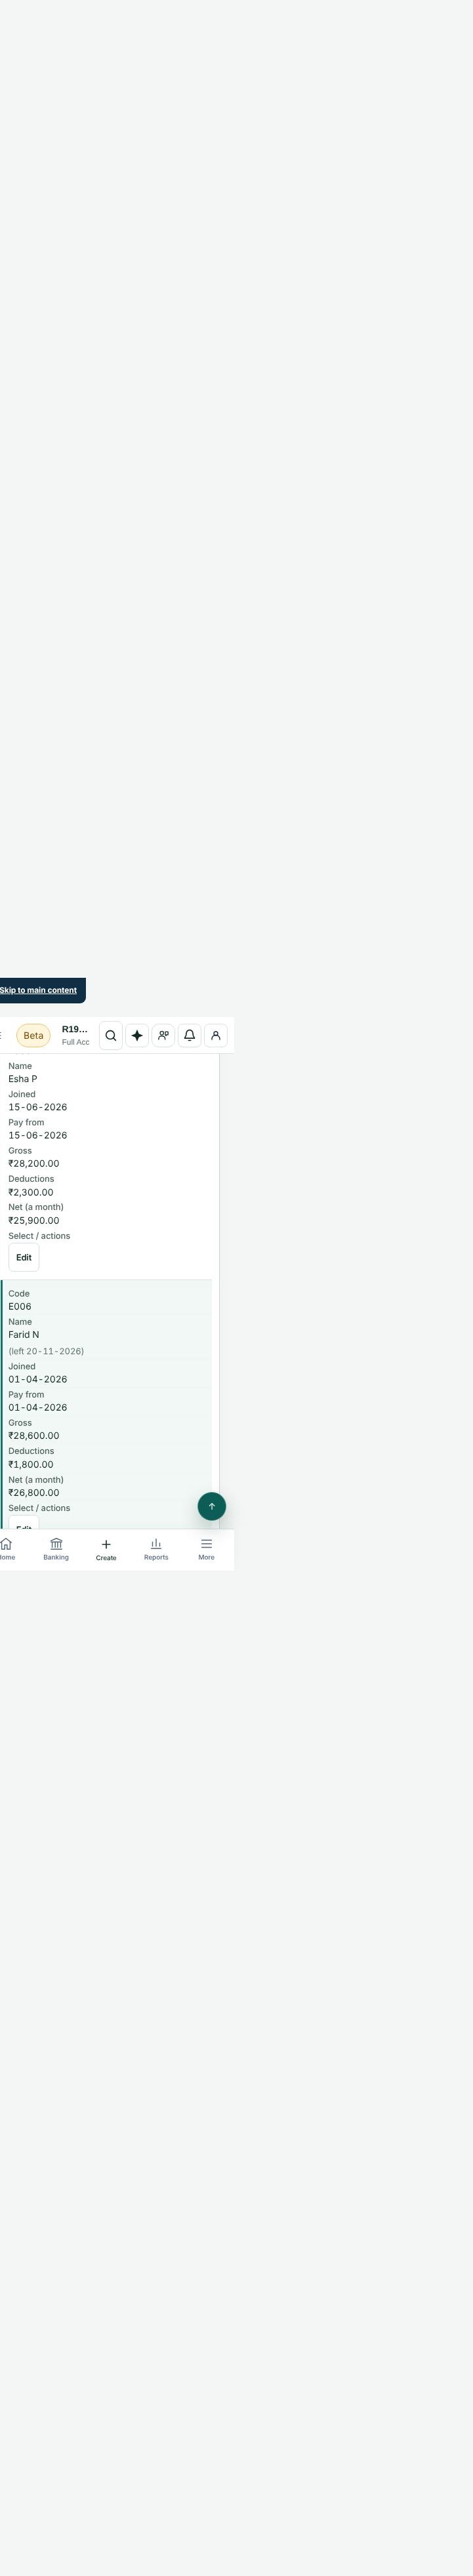 Skip to main content
Beta
R19...
Full Acc
Name
Esha P
Joined
15-06-2026
Pay from
15-06-2026
Gross
₹28,200.00
Deductions
₹2,300.00
Net (a month)
₹25,900.00
Select / actions
Edit
Code
E006
Name
Farid N
(left 20-11-2026)
Joined
01-04-2026
Pay from
01-04-2026
Gross
₹28,600.00
Deductions
₹1,800.00
Net (a month)
₹26,800.00
Select / actions
Edit
Home
Banking
Create
Reports
More